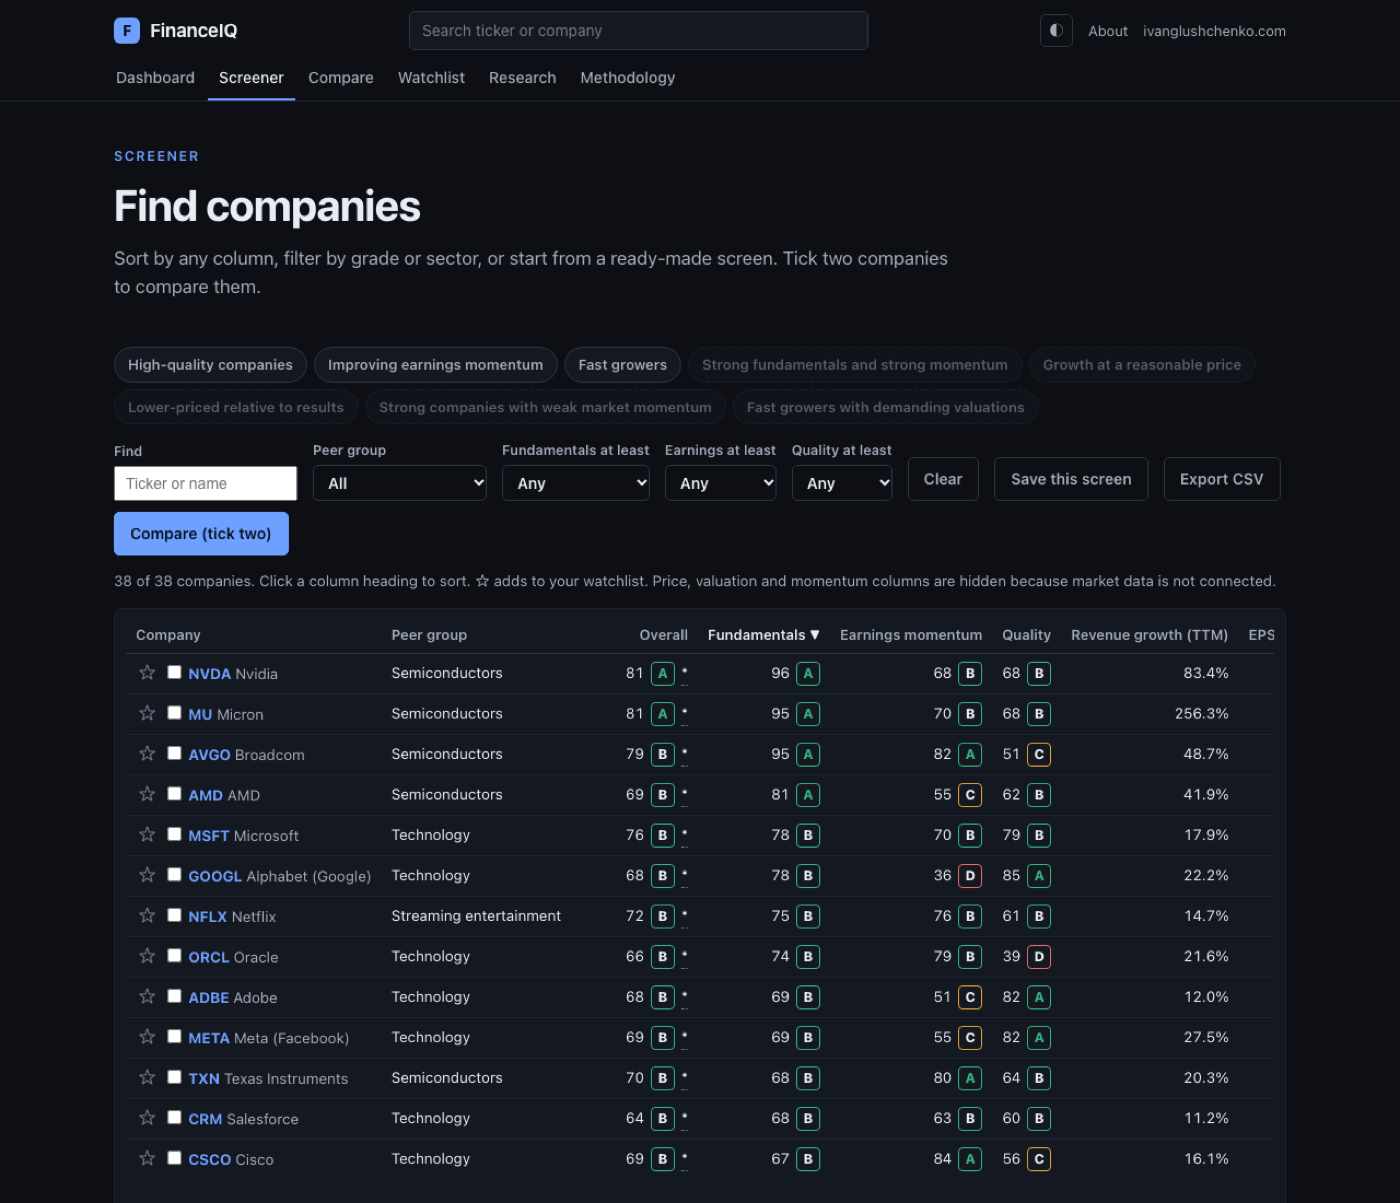 F FinanceIQ
Search ticker or company
About ivanglushchenko.com
Dashboard Screener Compare Watchlist Research Methodology
SCREENER
Find companies
Sort by any column, filter by grade or sector, or start from a ready-made screen. Tick two companies
to compare them.
High-quality companies Improving earnings momentum Fast growers Strong fundamentals and strong momentum Growth at a reasonable price
Lower-priced relative to results Strong companies with weak market momentum Fast growers with demanding valuations
Find Peer group Fundamentals at least Earnings at least Quality at least
Ticker or name All Any Any Any Clear Save this screen Export CSV
Compare (tick two)
38 of 38 companies. Click a column heading to sort. ☆ adds to your watchlist. Price, valuation and momentum columns are hidden because market data is not connected.
Company Peer group Overall Fundamentals ▼ Earnings momentum Quality Revenue growth (TTM) EPS
☆ NVDA Nvidia Semiconductors 81 A * 96 A 68 B 68 B 83.4%
☆ MU Micron Semiconductors 81 A * 95 A 70 B 68 B 256.3%
☆ AVGO Broadcom Semiconductors 79 B * 95 A 82 A 51 C 48.7%
☆ AMD AMD Semiconductors 69 B * 81 A 55 C 62 B 41.9%
☆ MSFT Microsoft Technology 76 B * 78 B 70 B 79 B 17.9%
☆ GOOGL Alphabet (Google) Technology 68 B * 78 B 36 D 85 A 22.2%
☆ NFLX Netflix Streaming entertainment 72 B * 75 B 76 B 61 B 14.7%
☆ ORCL Oracle Technology 66 B * 74 B 79 B 39 D 21.6%
☆ ADBE Adobe Technology 68 B * 69 B 51 C 82 A 12.0%
☆ META Meta (Facebook) Technology 69 B * 69 B 55 C 82 A 27.5%
☆ TXN Texas Instruments Semiconductors 70 B * 68 B 80 A 64 B 20.3%
☆ CRM Salesforce Technology 64 B * 68 B 63 B 60 B 11.2%
☆ CSCO Cisco Technology 69 B * 67 B 84 A 56 C 16.1%